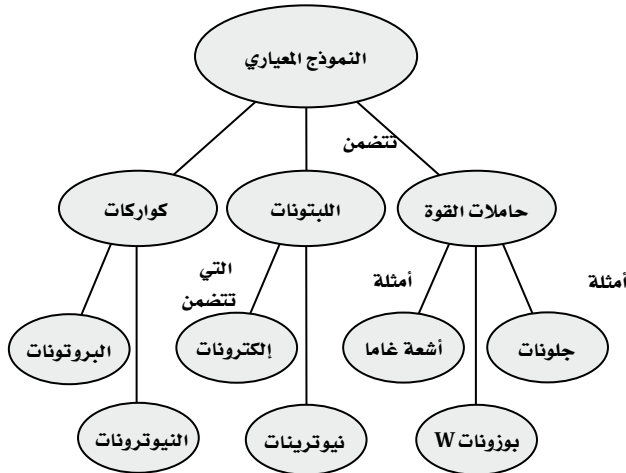 النموذج المعياري
تتضمن
حاملات القوة
اللبتونات
كواركات
أمثلة
أمثلة
التي
تتضمن
جلونات
أشعة غاما
إلكترونات
البروتونات
بوزونات W
نيوترينات
النيوترونات